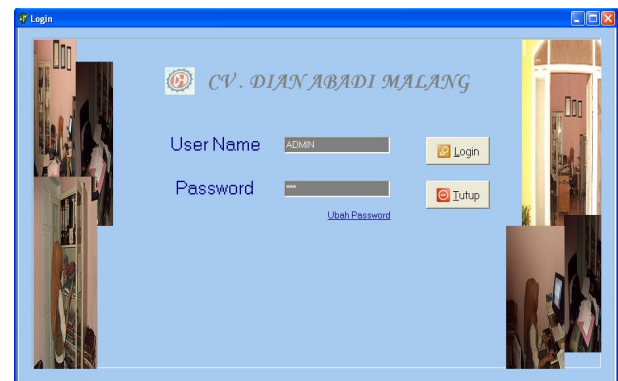 Login
CV. DIAN ABADI MALANG
User Name ADMIN Login
Password *** Tutup
Ubah Password